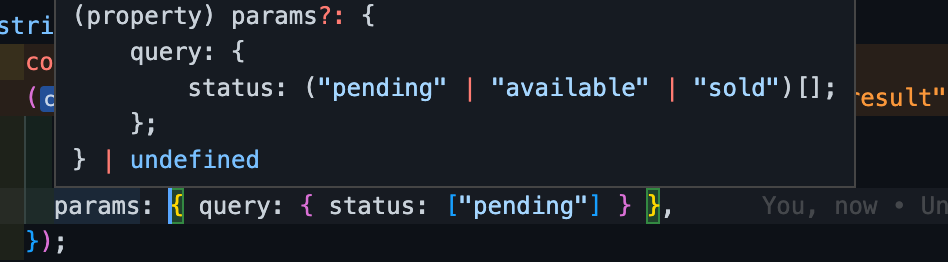 (property) params?: {
stri
query: {
co
status: ("pending" | "available" | "sold")[];
(c
result"
};
} | undefined
params: { query: { status: ["pending"] } }, You, now • Un
});